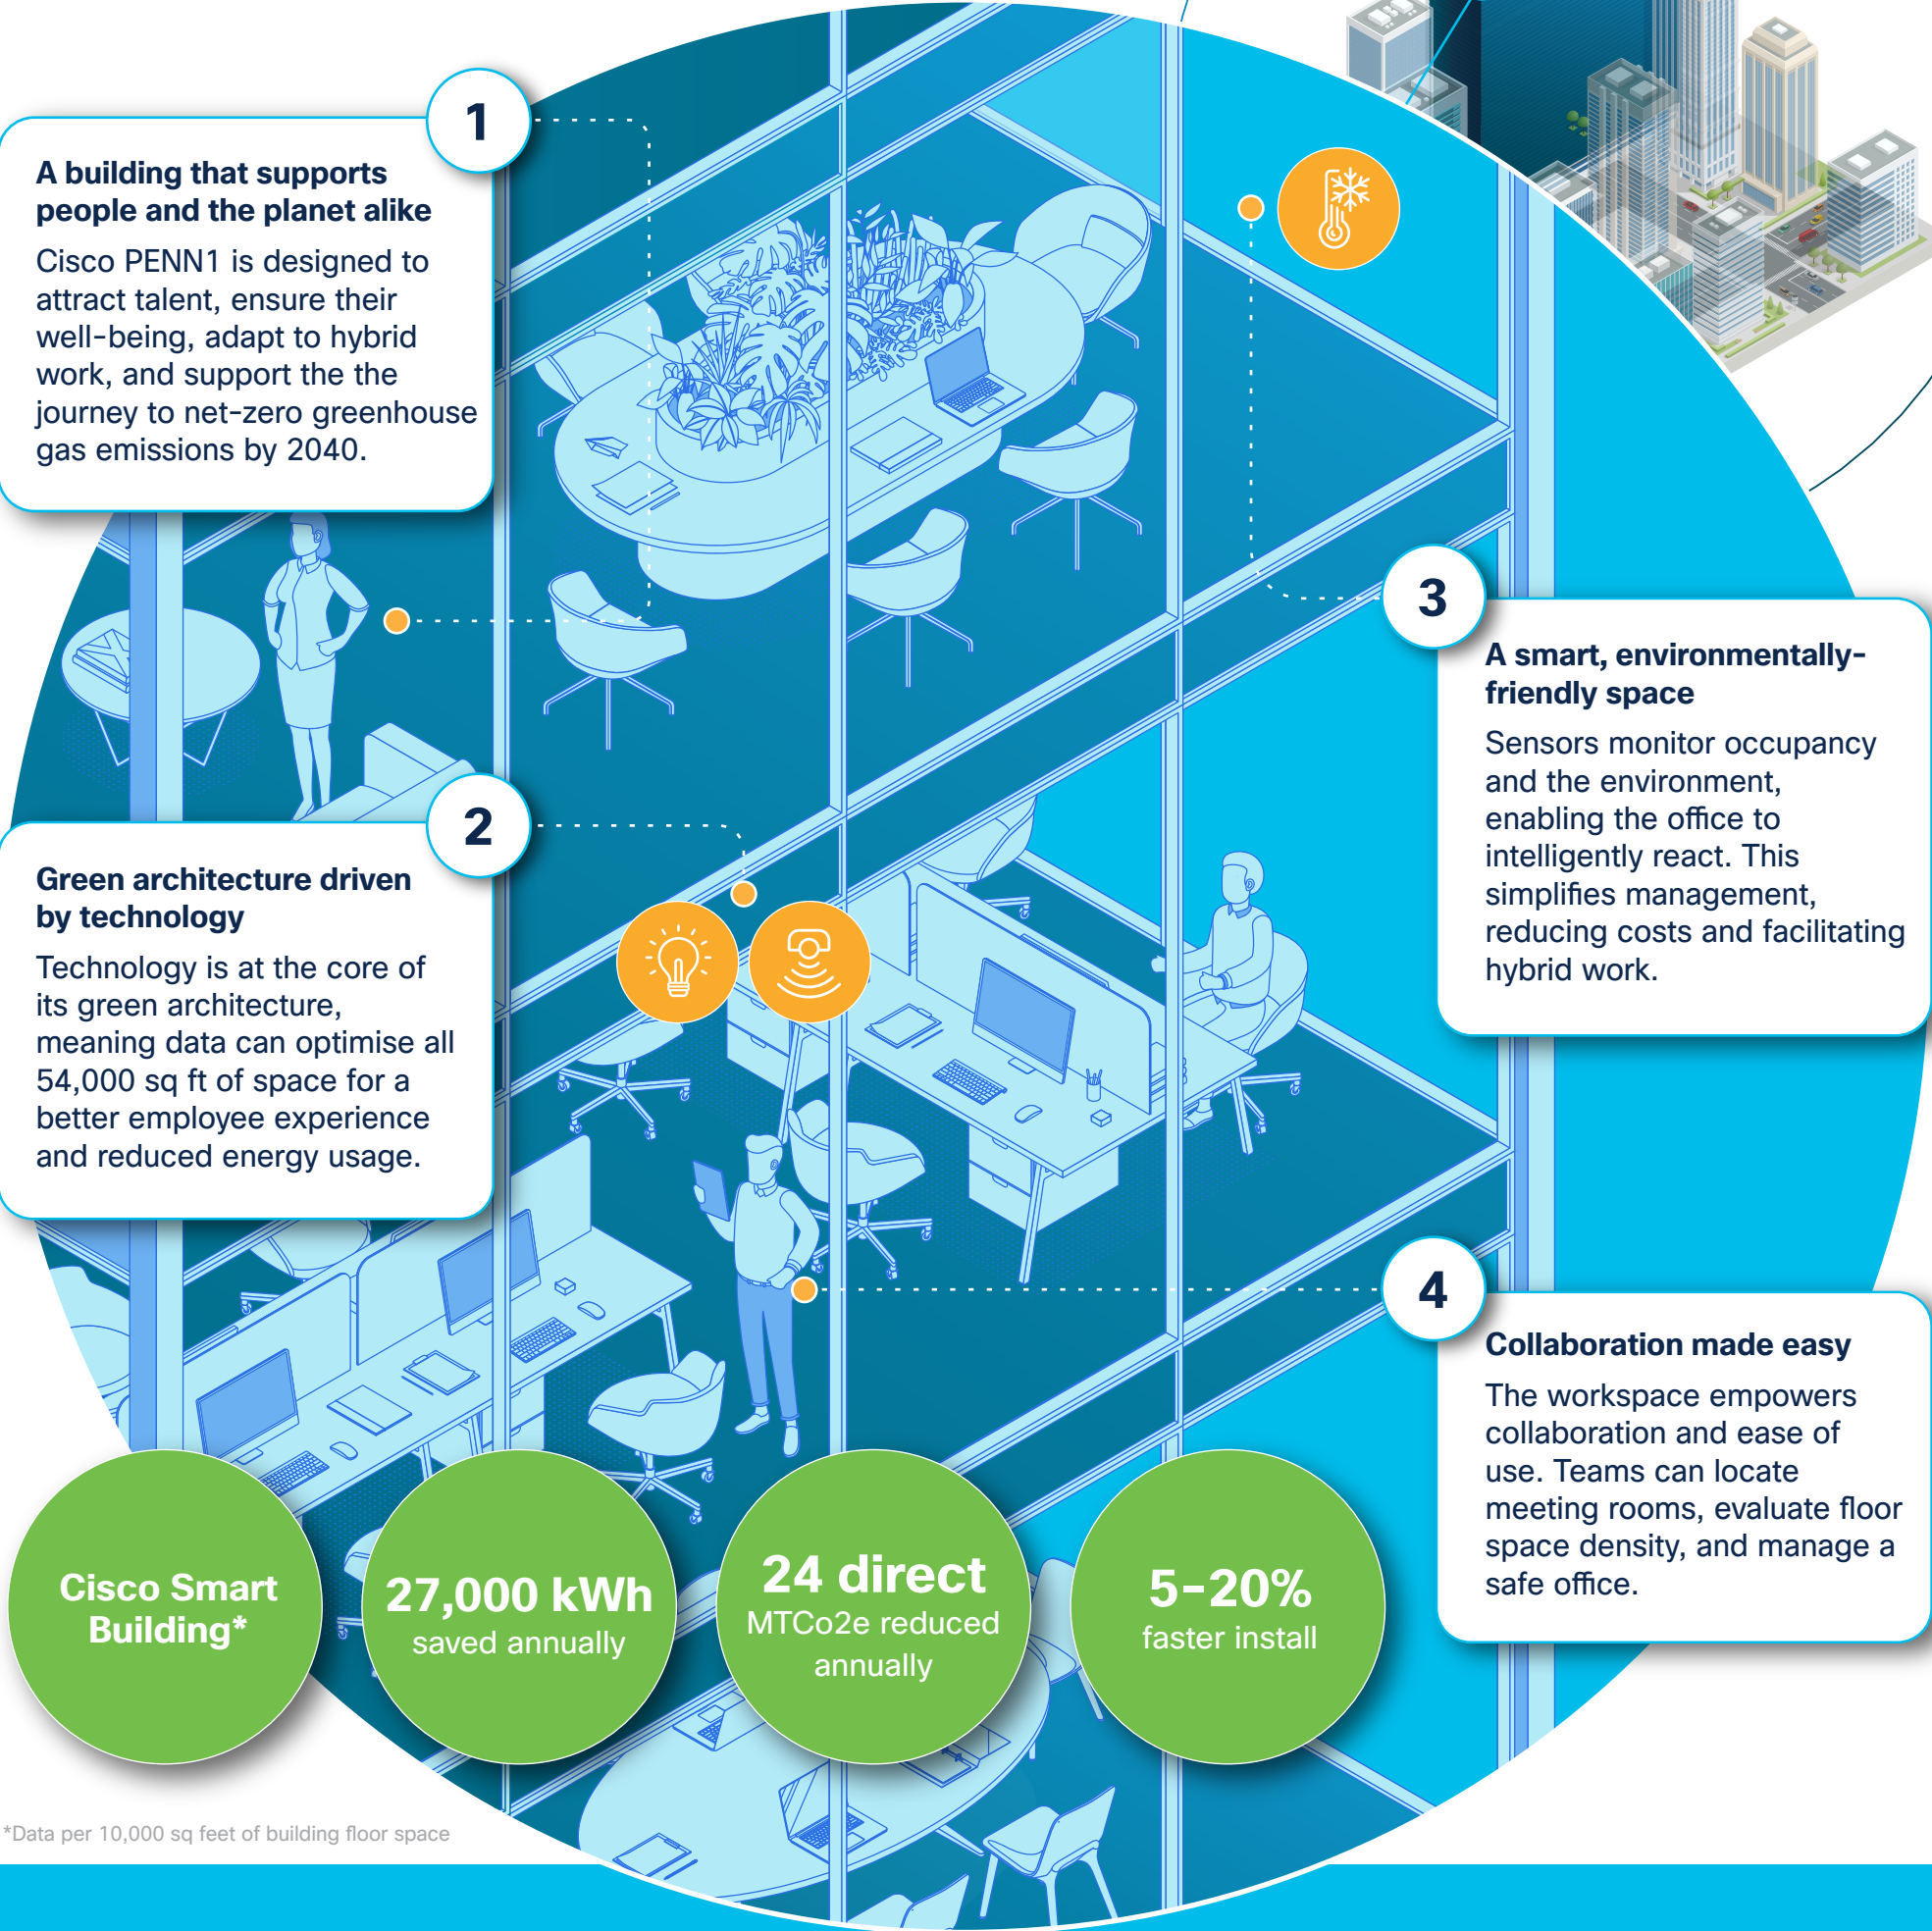 1
A building that supports
people and the planet alike
Cisco PENN1 is designed to
attract talent, ensure their
well-being, adapt to hybrid
work, and support the the
journey to net-zero greenhouse
gas emissions by 2040.
2
Green architecture driven
by technology
Technology is at the core of
its green architecture,
meaning data can optimise all
54,000 sq ft of space for a
better employee experience
and reduced energy usage.
3
A smart, environmentally-
friendly space
Sensors monitor occupancy
and the environment,
enabling the office to
intelligently react. This
simplifies management,
reducing costs and facilitating
hybrid work.
4
Collaboration made easy
The workspace empowers
collaboration and ease of
use. Teams can locate
meeting rooms, evaluate floor
space density, and manage a
safe office.
Cisco Smart
Building*
27,000 kWh
saved annually
24 direct
MTCo2e reduced
annually
5-20%
faster install
*Data per 10,000 sq feet of building floor space